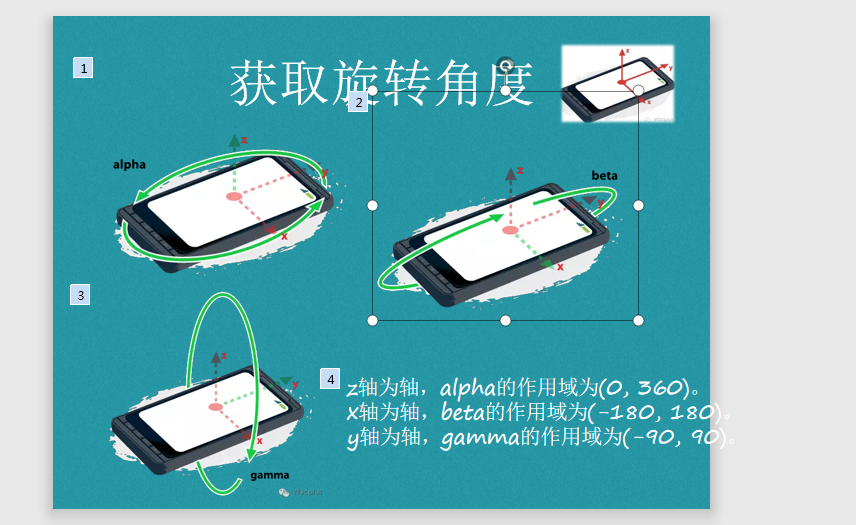 1
获取旋转角度
z
y
x
2
alpha
z
y
x
beta
z
y
x
3
z
y
x
gamma
4
z轴为轴，alpha的作用域为(0, 360)。
x轴为轴，beta的作用域为(-180, 180)。
y轴为轴，gamma的作用域为(-90, 90)。